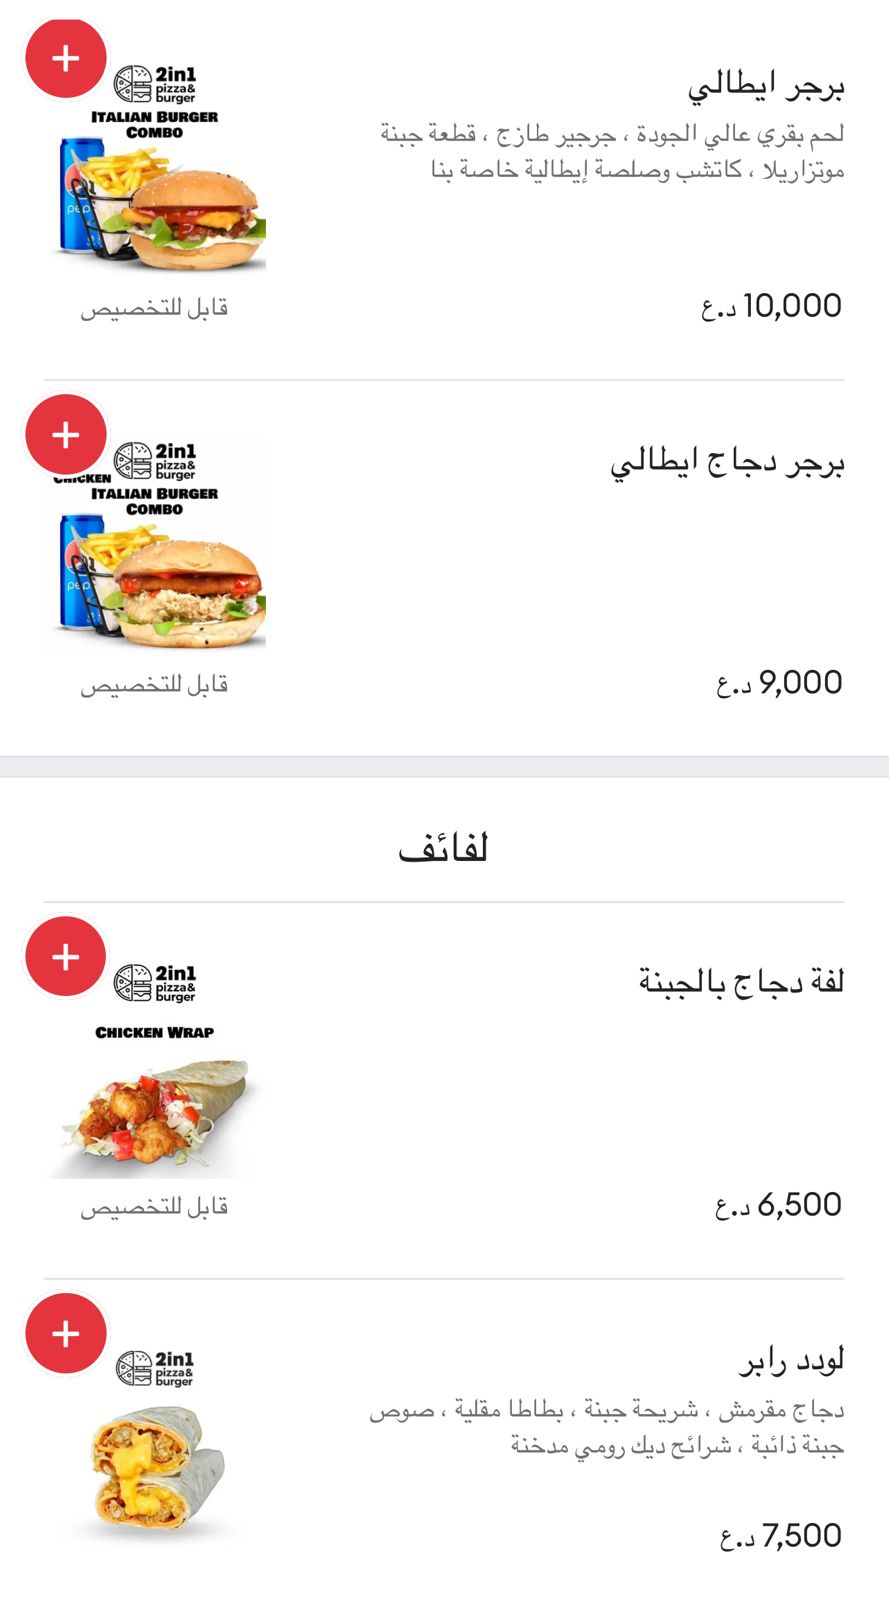 برجر ايطالي
لحم بقري عالي الجودة ، جرجير طازج ، قطعة جبنة
موتزاريلا ، كاتشب وصلصة إيطالية خاصة بنا
10,000 د.ع
2in1
pizza&
burger
ITALIAN BURGER
COMBO
pep
قابل للتخصيص
برجر دجاج ايطالي
9,000 د.ع
2in1
pizza&
burger
CHICKEN
ITALIAN BURGER
COMBO
pep
قابل للتخصيص
لفائف
لفة دجاج بالجبنة
6,500 د.ع
2in1
pizza&
burger
CHICKEN WRAP
قابل للتخصيص
لودد رابر
دجاج مقرمش ، شريحة جبنة ، بطاطا مقلية ، صوص
جبنة ذائبة ، شرائح ديك رومي مدخنة
7,500 د.ع
2in1
pizza&
burger